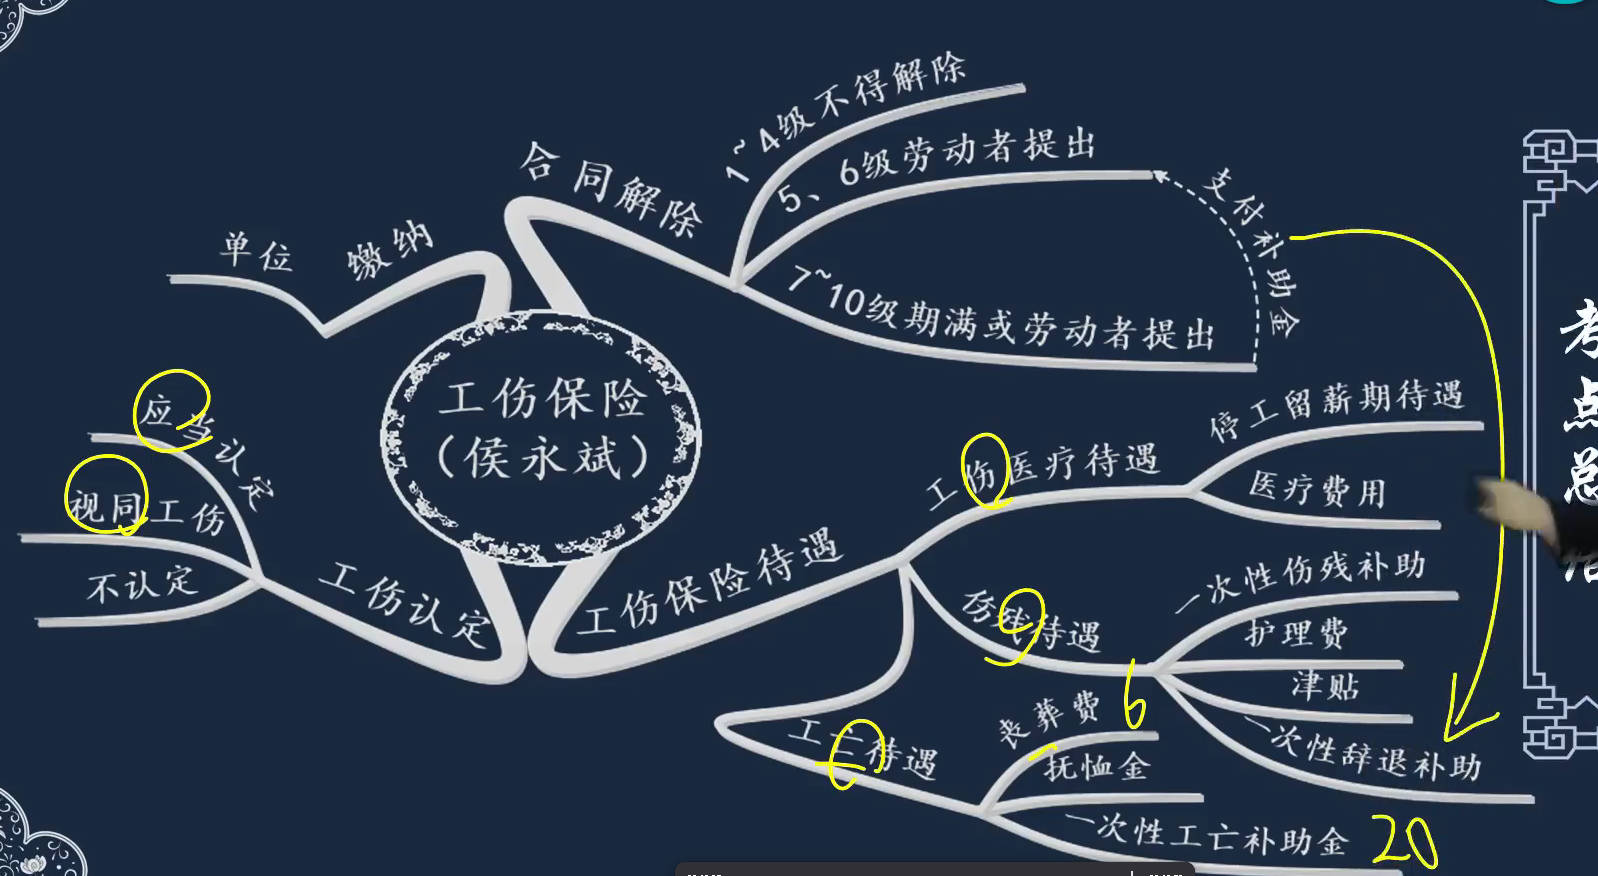 合同解除
1~4级不得解除
5、6级劳动者提出
7~10级期满或劳动者提出
支付补助金
缴纳
单位
工伤保险
（侯永斌）
应当认定
视同工伤
不认定
工伤认定
工伤保险待遇
工伤医疗待遇
停工留薪期待遇
医疗费用
伤残待遇
一次性伤残补助
护理费
津贴
一次性辞退补助
工亡待遇
丧葬费 6
抚恤金
一次性工亡补助金 20
考点总